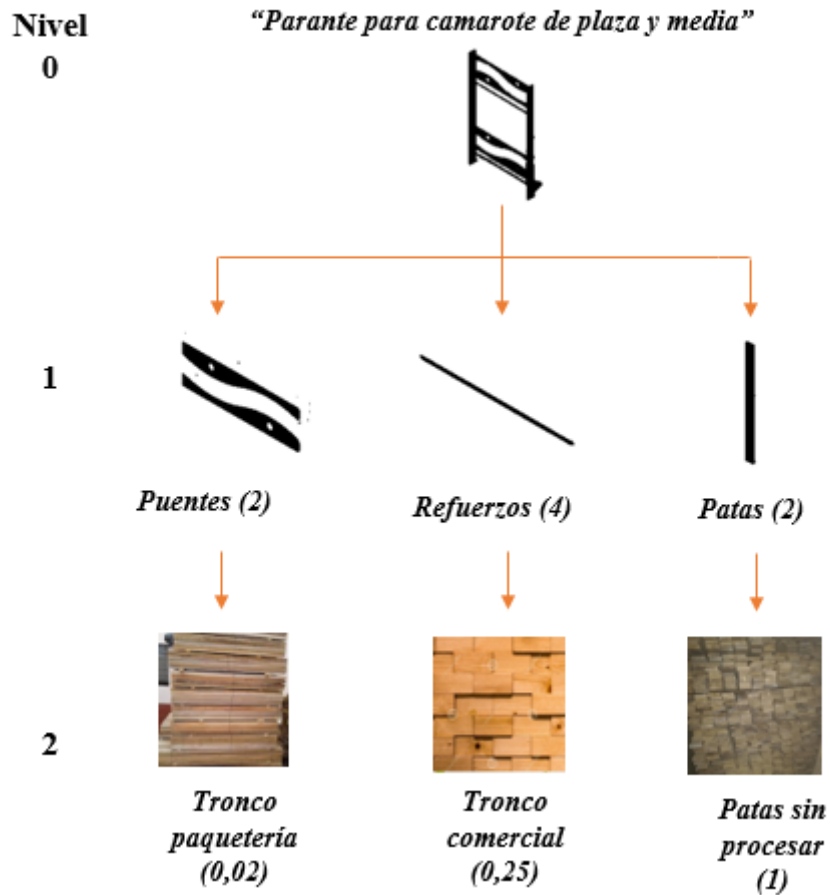 Nivel
“Parante para camarote de plaza y media”
0
1
Puentes (2)
Refuerzos (4)
Patas (2)
2
Tronco
paquetería
(0,02)
Tronco
comercial
(0,25)
Patas sin
procesar
(1)